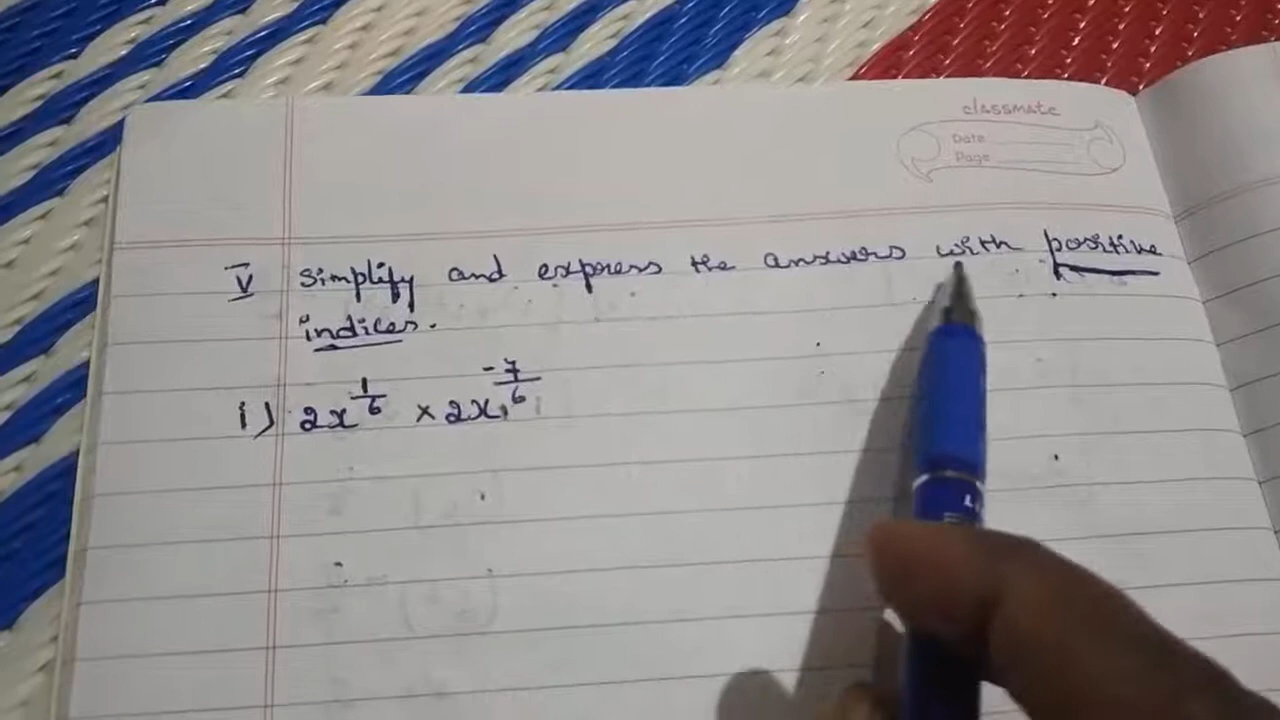 classmate
Date
Page
V simplify and express the answers with positive
indices.
i) 2x^{1/6} × 2x^{-7/6}